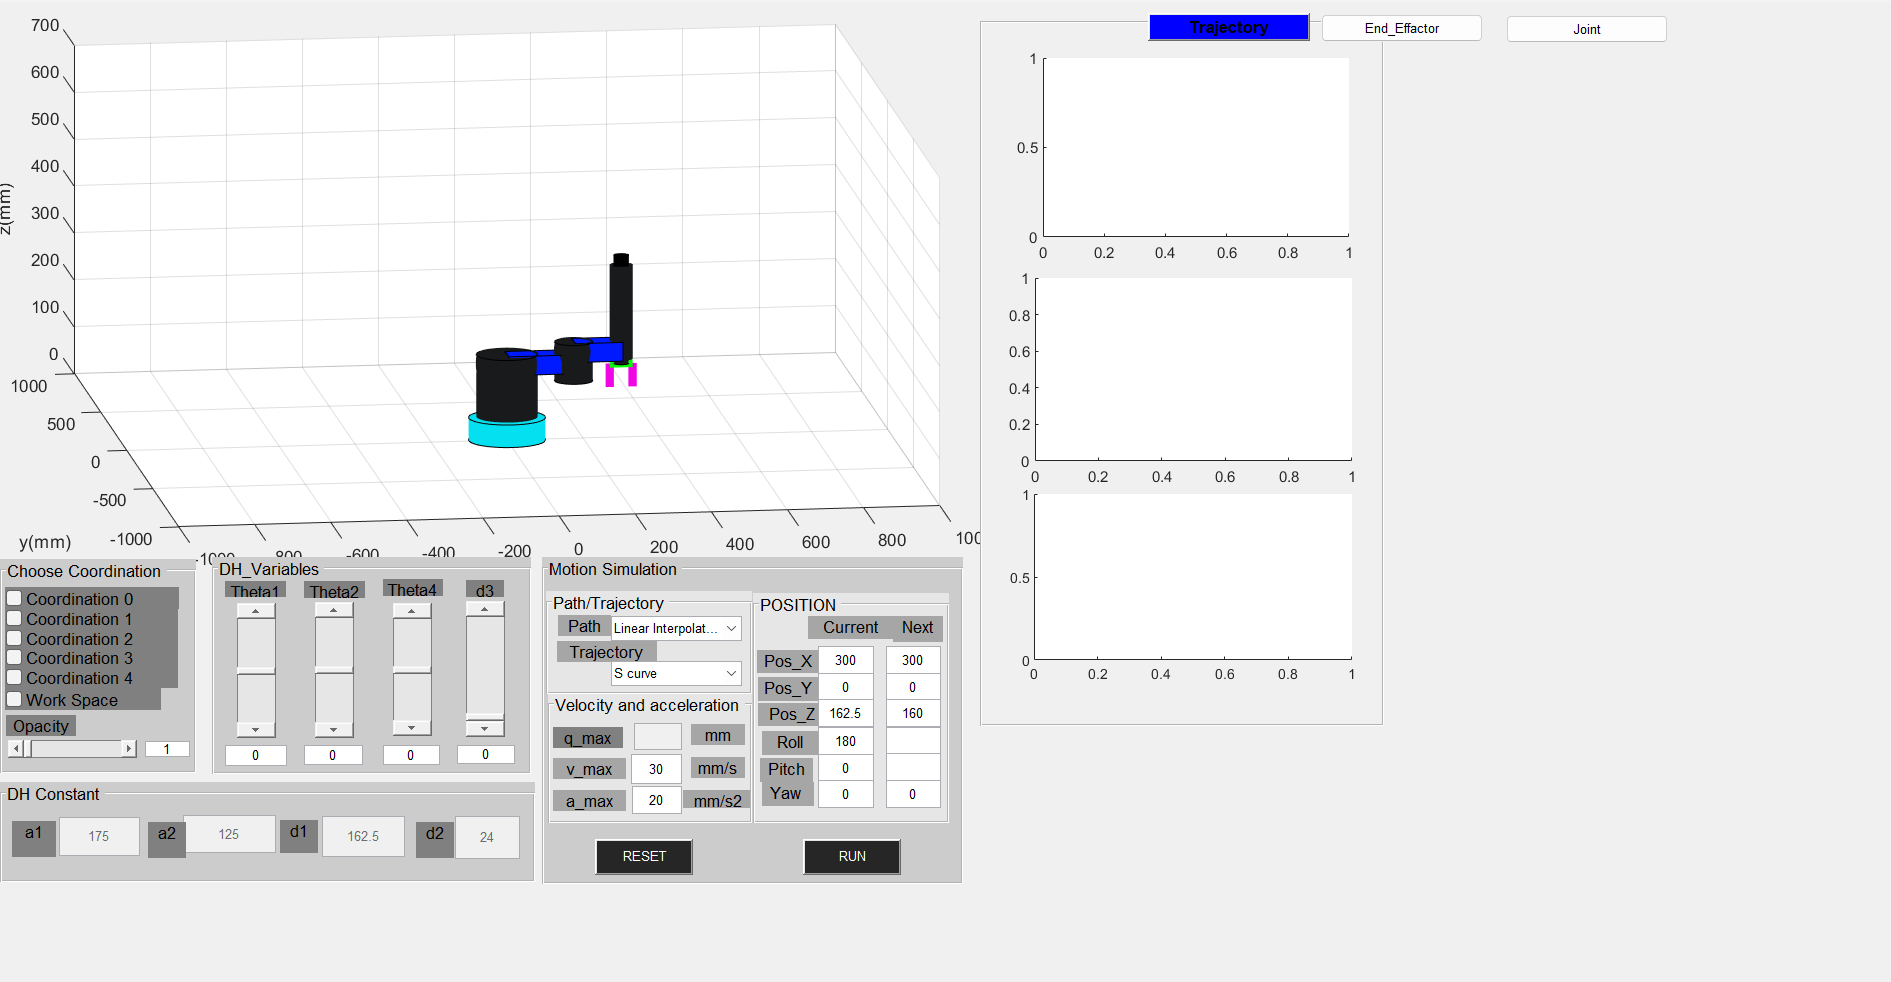 700
600
500
400
300
200
100
0
z(mm)
1000
500
0
-500
-1000
y(mm)
-800
-600
-400
-200
0
200
400
600
800
Trajectory
End_Effactor
Joint
1
0.5
0
0 0.2 0.4 0.6 0.8 1
1
0.8
0.6
0.4
0.2
0
0 0.2 0.4 0.6 0.8 1
1
0.5
0
0 0.2 0.4 0.6 0.8 1
Choose Coordination
Coordination 0
Coordination 1
Coordination 2
Coordination 3
Coordination 4
Work Space
Opacity
1
DH_Variables
Theta1 Theta2 Theta4 d3
0 0 0 0
DH Constant
a1 175 a2 125 d1 162.5 d2 24
Motion Simulation
Path/Trajectory
Path Linear Interpolat...
Trajectory
S curve
Velocity and acceleration
q_max mm
v_max 30 mm/s
a_max 20 mm/s2
POSITION
Current Next
Pos_X 300 300
Pos_Y 0 0
Pos_Z 162.5 160
Roll 180
Pitch 0
Yaw 0 0
RESET
RUN